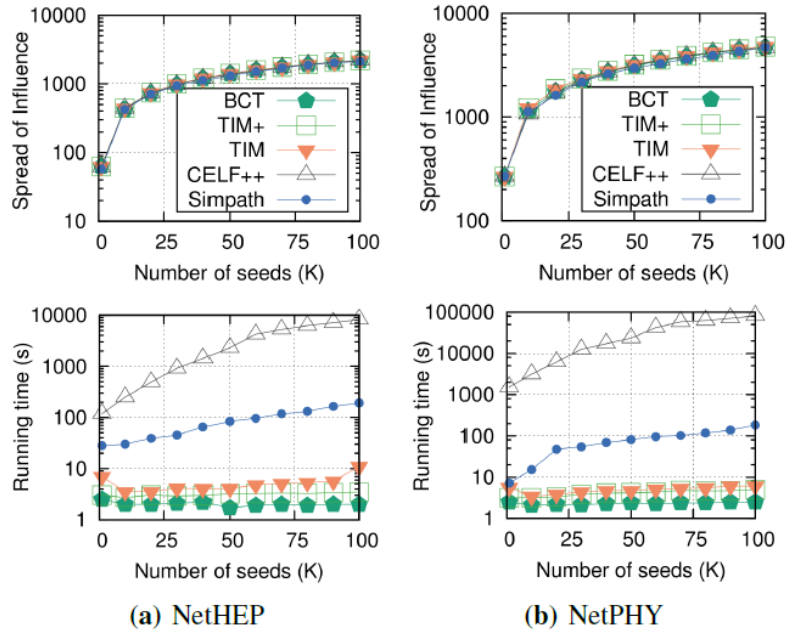 10000
1000
100
10
Spread of Influence
BCT
TIM+
TIM
CELF++
Simpath
0 25 50 75 100
Number of seeds (K)
10000
1000
100
Spread of Influence
BCT
TIM+
TIM
CELF++
Simpath
0 25 50 75 100
Number of seeds (K)
10000
1000
100
10
1
Running time (s)
0 25 50 75 100
Number of seeds (K)
(a) NetHEP
100000
10000
1000
100
10
1
Running time (s)
0 25 50 75 100
Number of seeds (K)
(b) NetPHY